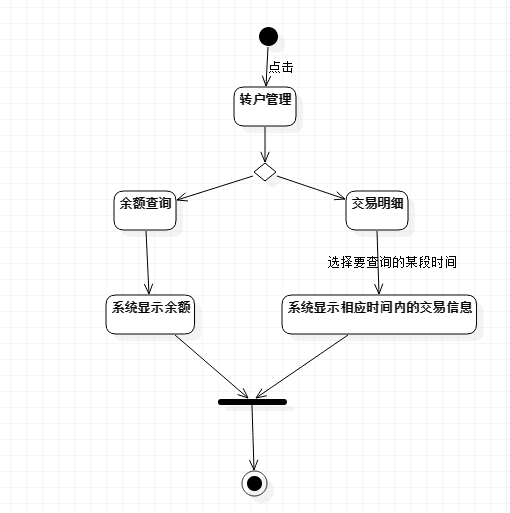 点击
转户管理
余额查询
交易明细
选择要查询的某段时间
系统显示余额
系统显示相应时间内的交易信息